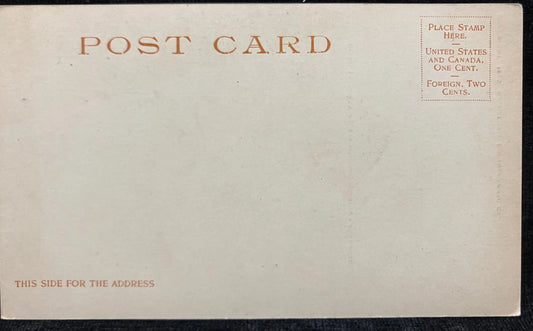 POST CARD
PLACE STAMP
HERE.
—
UNITED STATES
AND CANADA,
ONE CENT.
—
FOREIGN, TWO
CENTS.
THIS SIDE FOR THE ADDRESS